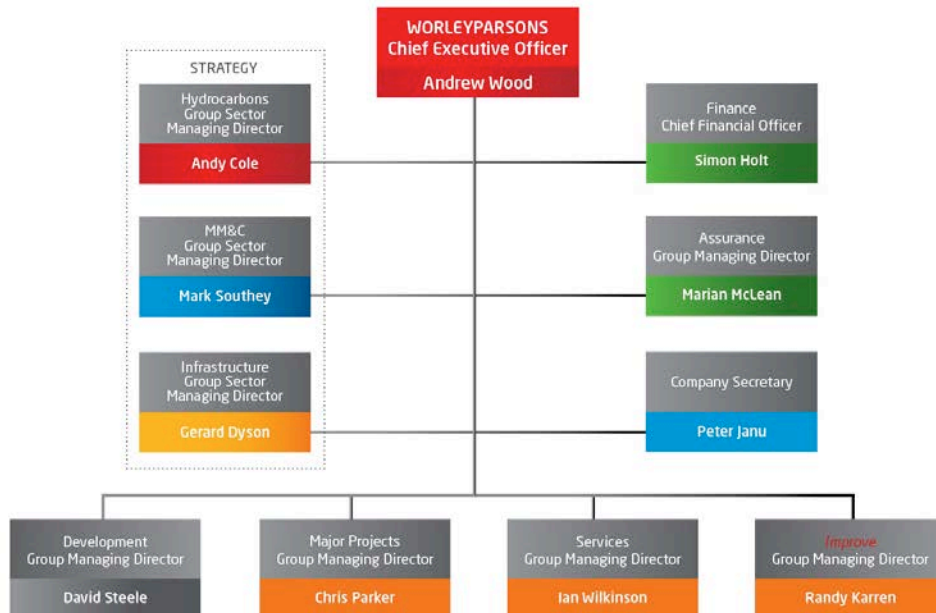 WORLEYPARSONS
Chief Executive Officer
Andrew Wood
STRATEGY
Hydrocarbons
Group Sector
Managing Director
Andy Cole
Finance
Chief Financial Officer
Simon Holt
MM&C
Group Sector
Managing Director
Mark Southey
Assurance
Group Managing Director
Marian McLean
Infrastructure
Group Sector
Managing Director
Gerard Dyson
Company Secretary
Peter Janu
Development
Group Managing Director
David Steele
Major Projects
Group Managing Director
Chris Parker
Services
Group Managing Director
Ian Wilkinson
Improve
Group Managing Director
Randy Karren